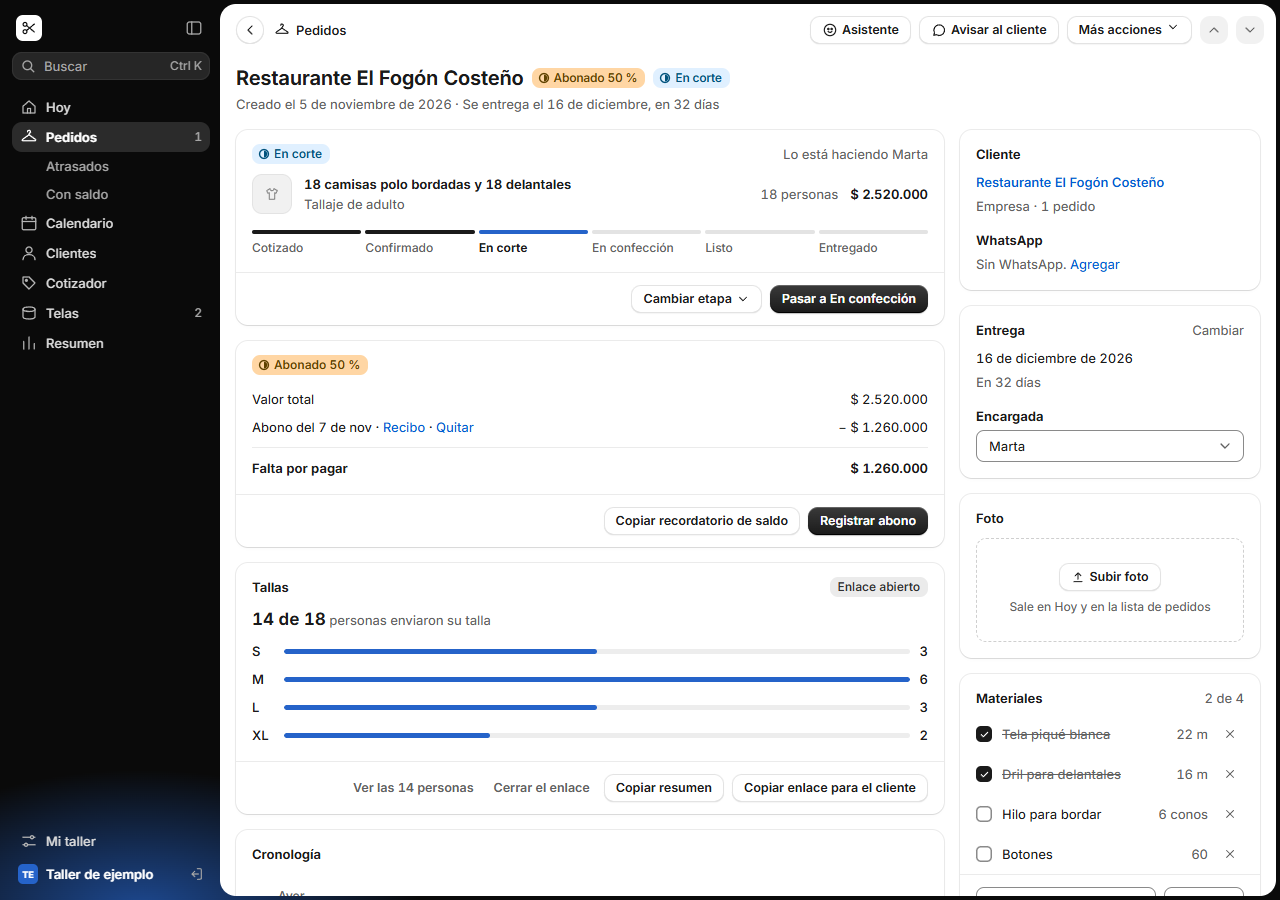 Buscar
Ctrl K
Hoy
Pedidos 1
Atrasados
Con saldo
Calendario
Clientes
Cotizador
Telas 2
Resumen
Mi taller
TE Taller de ejemplo
Pedidos
Asistente
Avisar al cliente
Más acciones
Restaurante El Fogón Costeño
Abonado 50 %
En corte
Creado el 5 de noviembre de 2026 · Se entrega el 16 de diciembre, en 32 días
En corte
Lo está haciendo Marta
18 camisas polo bordadas y 18 delantales
Tallaje de adulto
18 personas $ 2.520.000
Cotizado
Confirmado
En corte
En confección
Listo
Entregado
Cambiar etapa
Pasar a En confección
Abonado 50 %
Valor total $ 2.520.000
Abono del 7 de nov · Recibo · Quitar − $ 1.260.000
Falta por pagar $ 1.260.000
Copiar recordatorio de saldo
Registrar abono
Tallas
Enlace abierto
14 de 18 personas enviaron su talla
S 3
M 6
L 3
XL 2
Ver las 14 personas
Cerrar el enlace
Copiar resumen
Copiar enlace para el cliente
Cronología
Ayer
Cliente
Restaurante El Fogón Costeño
Empresa · 1 pedido
WhatsApp
Sin WhatsApp. Agregar
Entrega
Cambiar
16 de diciembre de 2026
En 32 días
Encargada
Marta
Foto
Subir foto
Sale en Hoy y en la lista de pedidos
Materiales 2 de 4
Tela piqué blanca 22 m
Dril para delantales 16 m
Hilo para bordar 6 conos
Botones 60